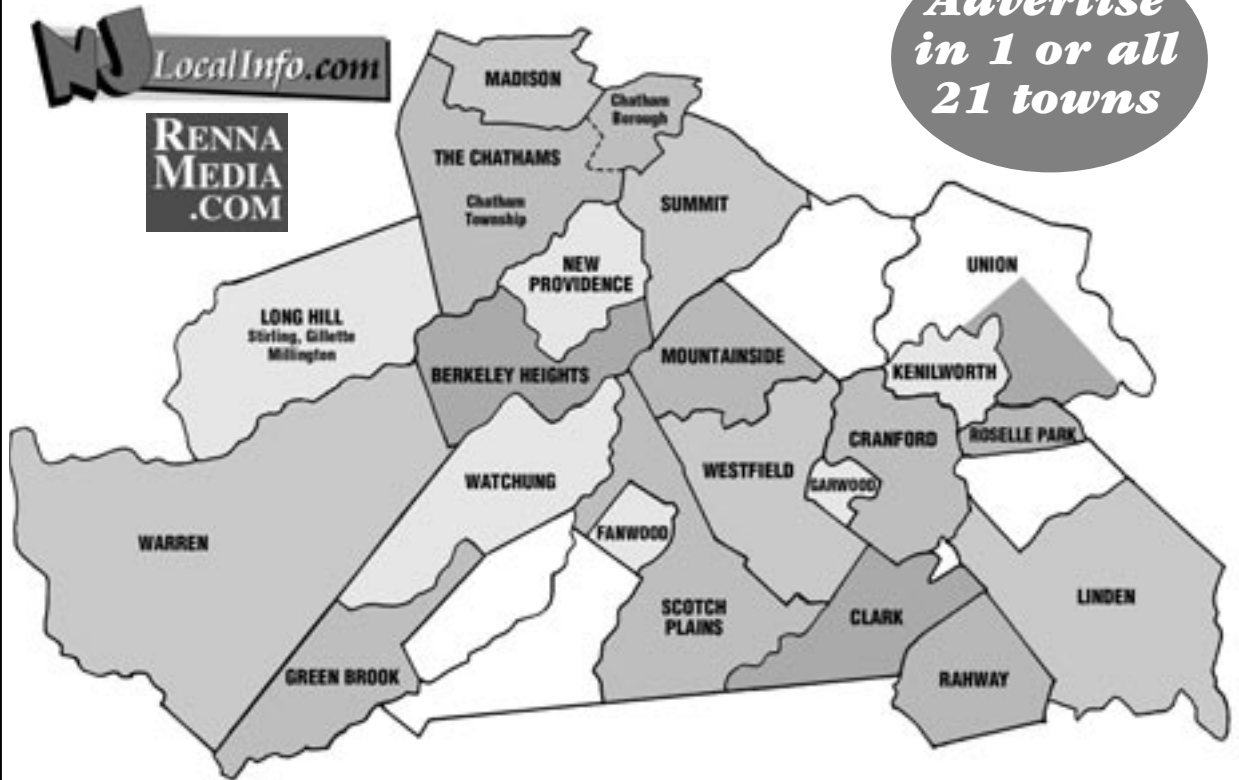 NJ LocalInfo.com
RENNA
MEDIA
.COM
Advertise
in 1 or all
21 towns
MADISON
Chatham
Borough
THE CHATHAMS
Chatham
Township
SUMMIT
NEW
PROVIDENCE
UNION
LONG HILL
Stirling, Gillette
Millington
BERKELEY HEIGHTS
MOUNTAINSIDE
KENILWORTH
CRANFORD
ROSELLE PARK
WATCHUNG
WESTFIELD
GARWOOD
FANWOOD
WARREN
SCOTCH
PLAINS
CLARK
LINDEN
GREEN BROOK
RAHWAY